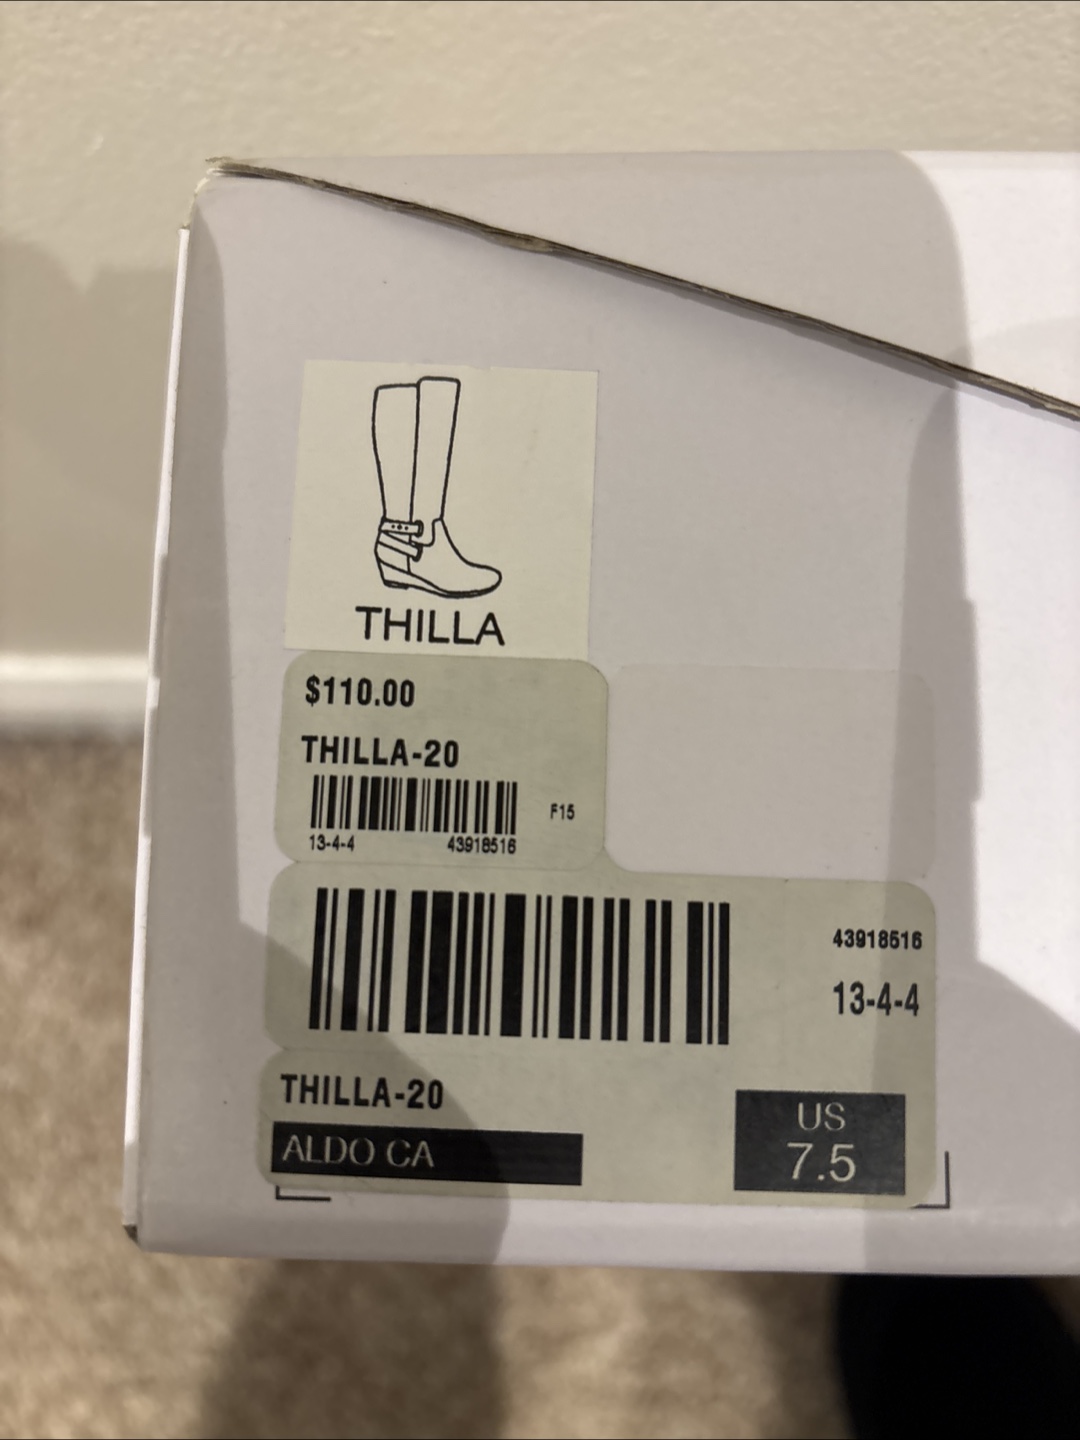 THILLA
$110.00
THILLA-20
F15
13-4-4 43918516
43918516
13-4-4
THILLA-20
ALDO CA
US
7.5